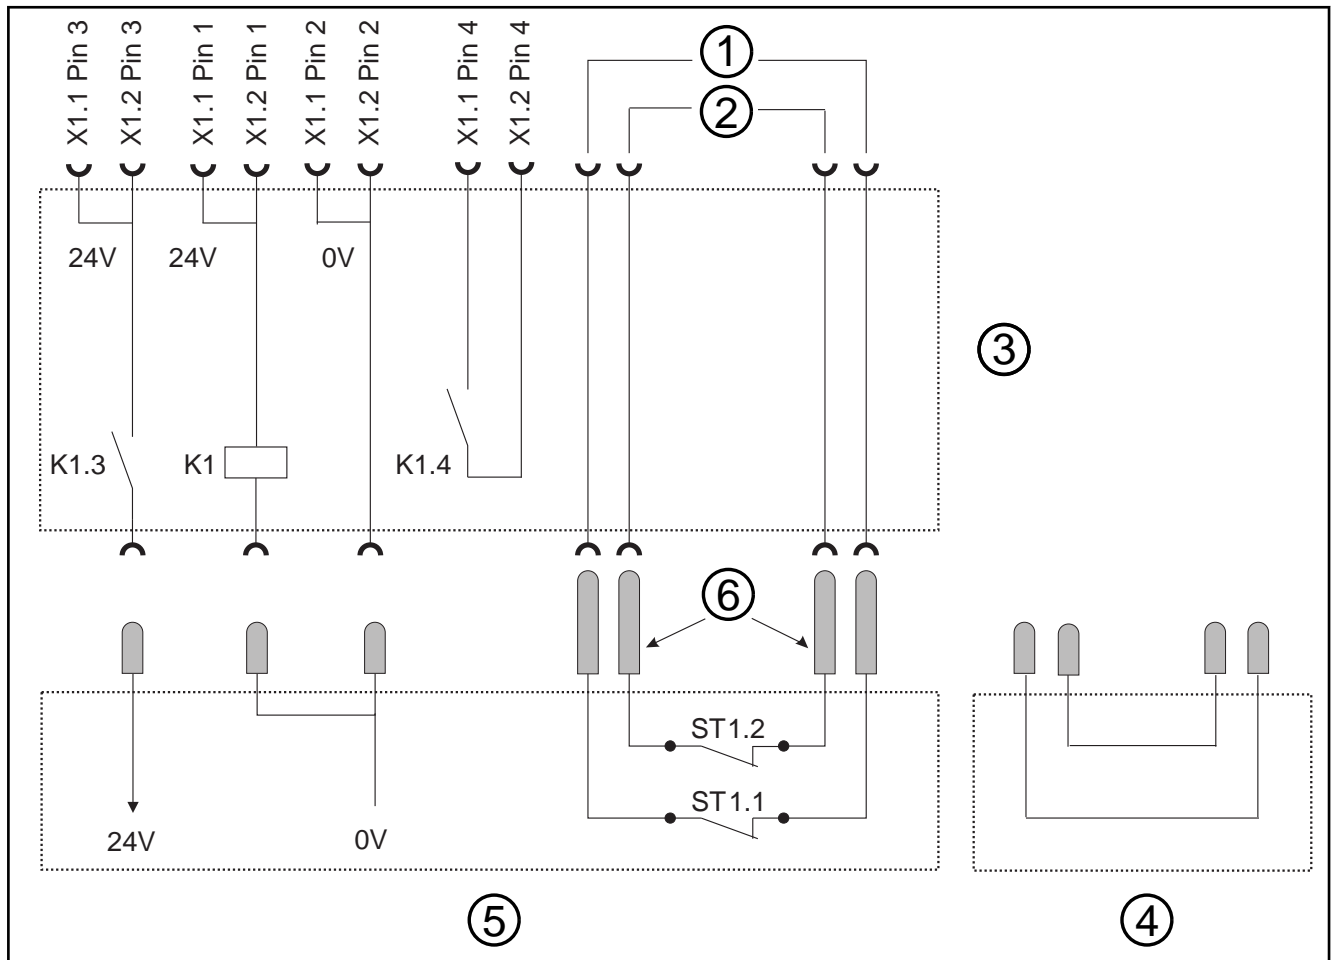 X1.1 Pin 3
X1.2 Pin 3
X1.1 Pin 1
X1.2 Pin 1
X1.1 Pin 2
X1.2 Pin 2
X1.1 Pin 4
X1.2 Pin 4
1
2
24V
24V
0V
3
K1.3
K1
K1.4
6
ST1.2
ST1.1
24V
0V
5
4